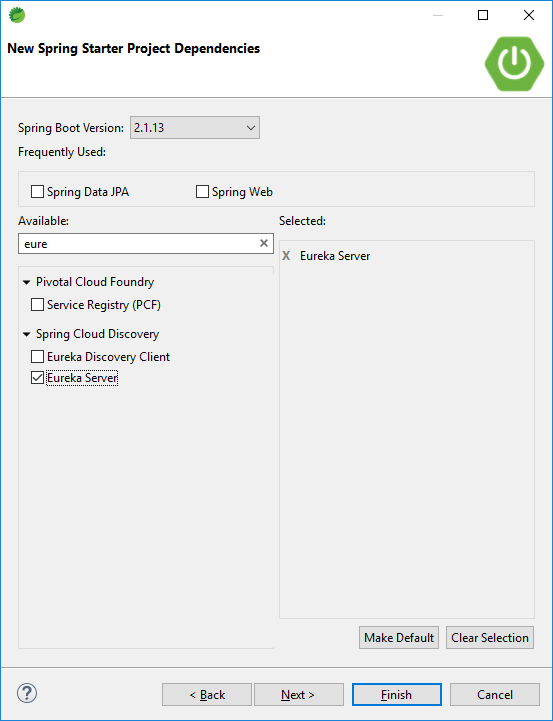 New Spring Starter Project Dependencies
Spring Boot Version: 2.1.13
Frequently Used:
Spring Data JPA Spring Web
Available: Selected:
eure
Eureka Server
Pivotal Cloud Foundry
Service Registry (PCF)
Spring Cloud Discovery
Eureka Discovery Client
Eureka Server
Make Default Clear Selection
< Back Next > Finish Cancel